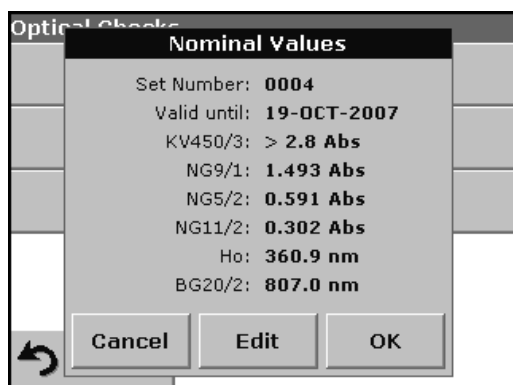 Optical Checks
Nominal Values
Set Number: 0004
Valid until: 19-OCT-2007
KV450/3: > 2.8 Abs
NG9/1: 1.493 Abs
NG5/2: 0.591 Abs
NG11/2: 0.302 Abs
Ho: 360.9 nm
BG20/2: 807.0 nm
Cancel Edit OK